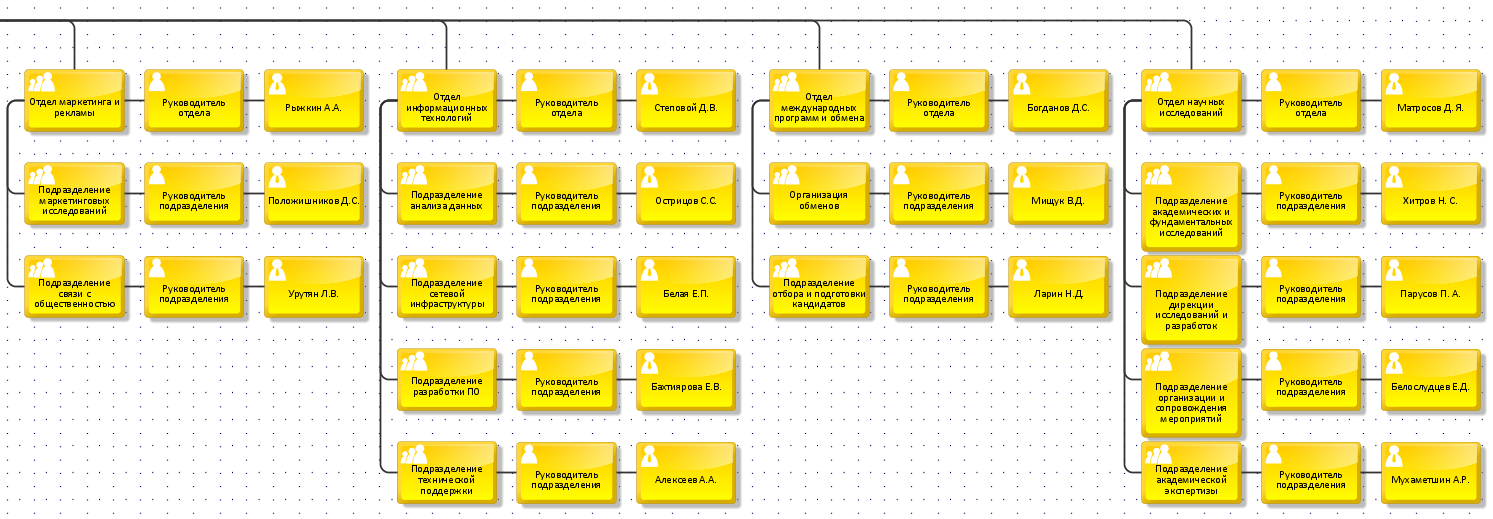 Отдел маркетинга и
рекламы
Руководитель
отдела
Рыжкин А.А.
Подразделение
маркетинговых
исследований
Руководитель
подразделения
Положишников Д.С.
Подразделение
связи с
общественностью
Руководитель
подразделения
Урутян Л.В.
Отдел
информационных
технологий
Руководитель
отдела
Степовой Д.В.
Подразделение
анализа данных
Руководитель
подразделения
Острицов С.С.
Подразделение
сетевой
инфраструктуры
Руководитель
подразделения
Белая Е.П.
Подразделение
разработки ПО
Руководитель
подразделения
Бахтиярова Е.В.
Подразделение
технической
поддержки
Руководитель
подразделения
Алексеев А.А.
Отдел
международных
программ и обмена
Руководитель
отдела
Богданов Д.С.
Организация
обменов
Руководитель
подразделения
Мищук В.Д.
Подразделение
отбора и подготовки
кандидатов
Руководитель
подразделения
Ларин Н.Д.
Отдел научных
исследований
Руководитель
отдела
Матросов Д. Я.
Подразделение
академических и
фундаментальных
исследований
Руководитель
подразделения
Хитров Н. С.
Подразделение
дирекции
исследований и
разработок
Руководитель
подразделения
Парусов П. А.
Подразделение
организации и
сопровождения
мероприятий
Руководитель
подразделения
Белослудцев Е.Д.
Подразделение
академической
экспертизы
Руководитель
подразделения
Мухаметшин А.Р.